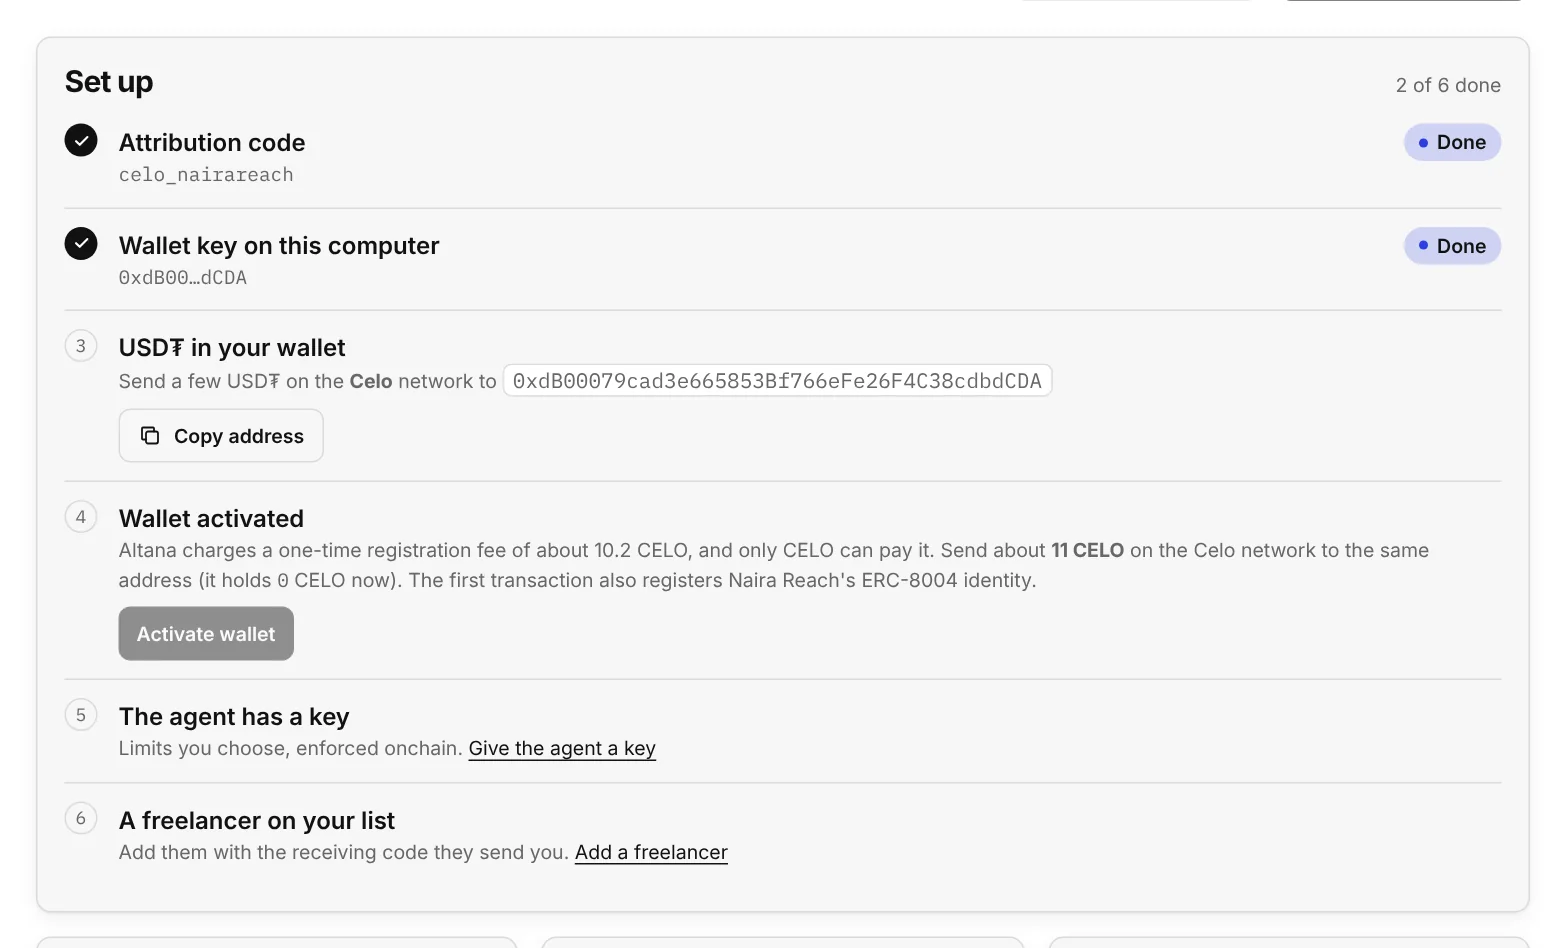 Set up
2 of 6 done
Attribution code
Done
celo_nairareach
Wallet key on this computer
Done
0xdB00…dCDA
3
USD₮ in your wallet
Send a few USD₮ on the Celo network to 0xdB00079cad3e665853Bf766eFe26F4C38cdbdCDA
Copy address
4
Wallet activated
Altana charges a one-time registration fee of about 10.2 CELO, and only CELO can pay it. Send about 11 CELO on the Celo network to the same
address (it holds 0 CELO now). The first transaction also registers Naira Reach's ERC-8004 identity.
Activate wallet
5
The agent has a key
Limits you choose, enforced onchain. Give the agent a key
6
A freelancer on your list
Add them with the receiving code they send you. Add a freelancer